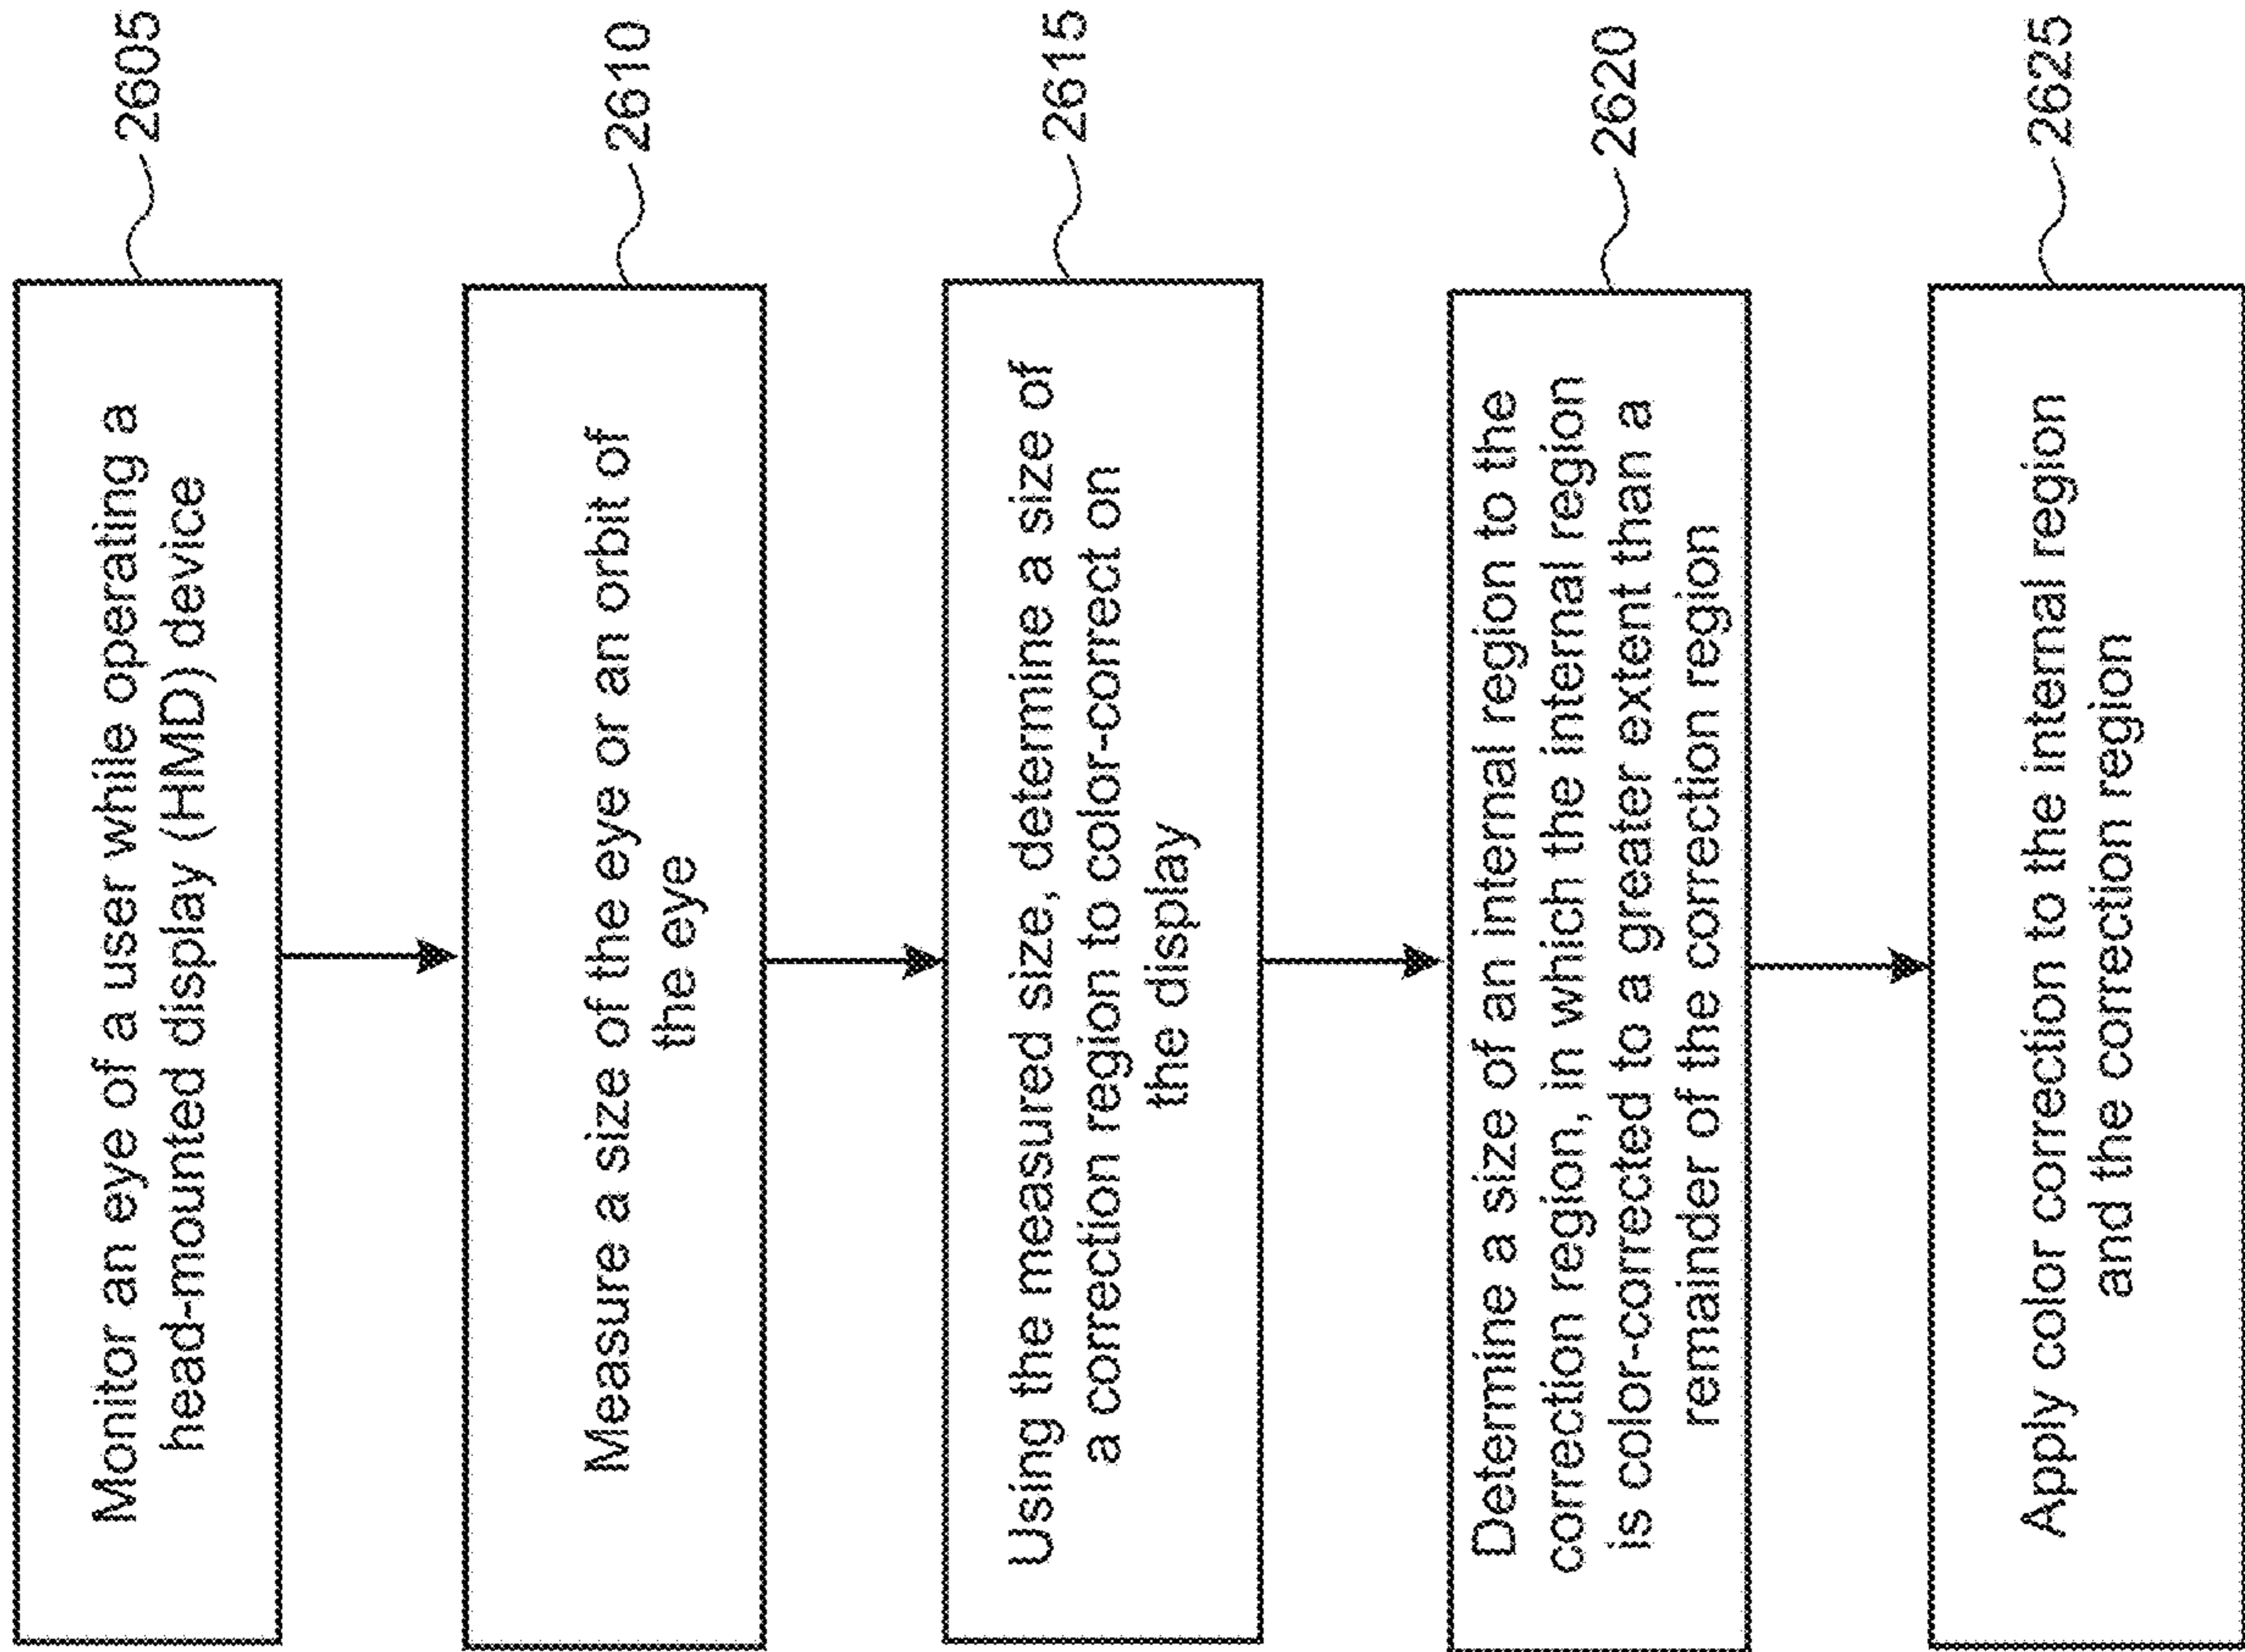 Monitor an eye of a user while operating a
head-mounted display (HMD) device
2605
Measure a size of the eye or an orbit of
the eye
2610
Using the measured size, determine a size of
a correction region to color-correct on
the display
2615
Determine a size of an internal region to the
correction region, in which the internal region
is color-corrected to a greater extent than a
remainder of the correction region
2620
Apply color correction to the internal region
and the correction region
2625